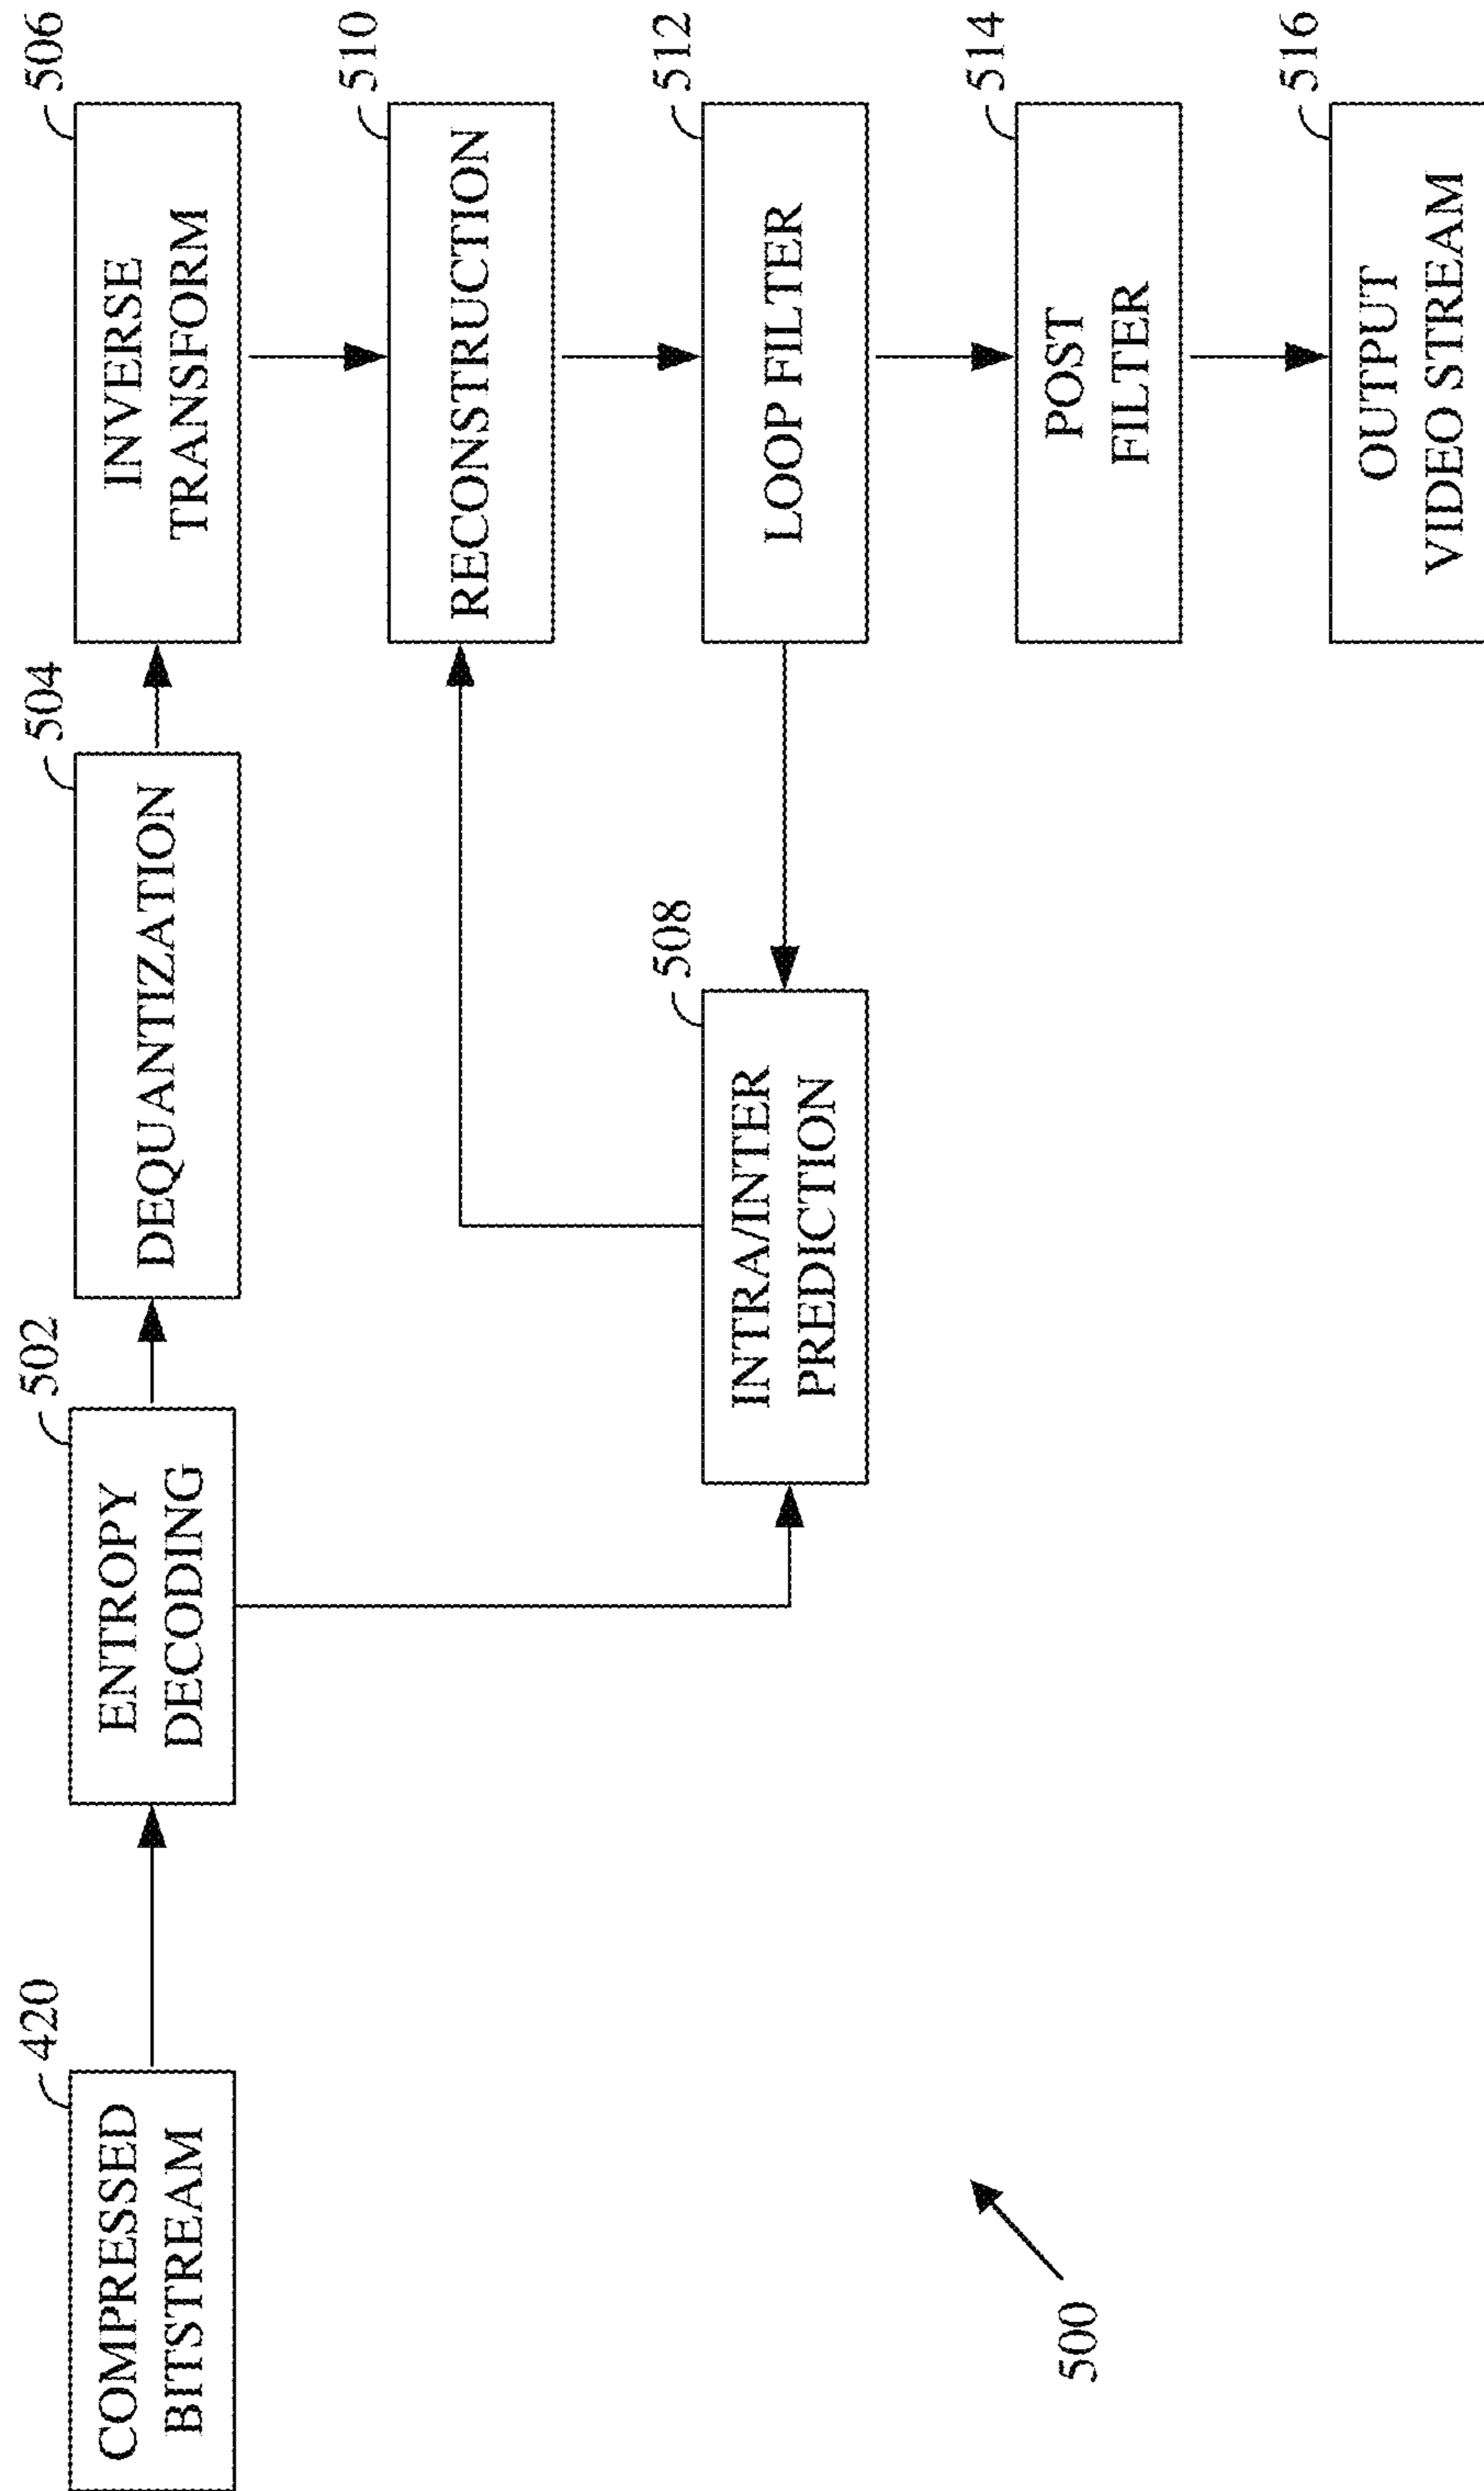 420
COMPRESSED
BITSTREAM
502
ENTROPY
DECODING
504
DEQUANTIZATION
506
INVERSE
TRANSFORM
508
INTRA/INTER
PREDICTION
510
RECONSTRUCTION
512
LOOP FILTER
514
POST
FILTER
516
OUTPUT
VIDEO STREAM
500